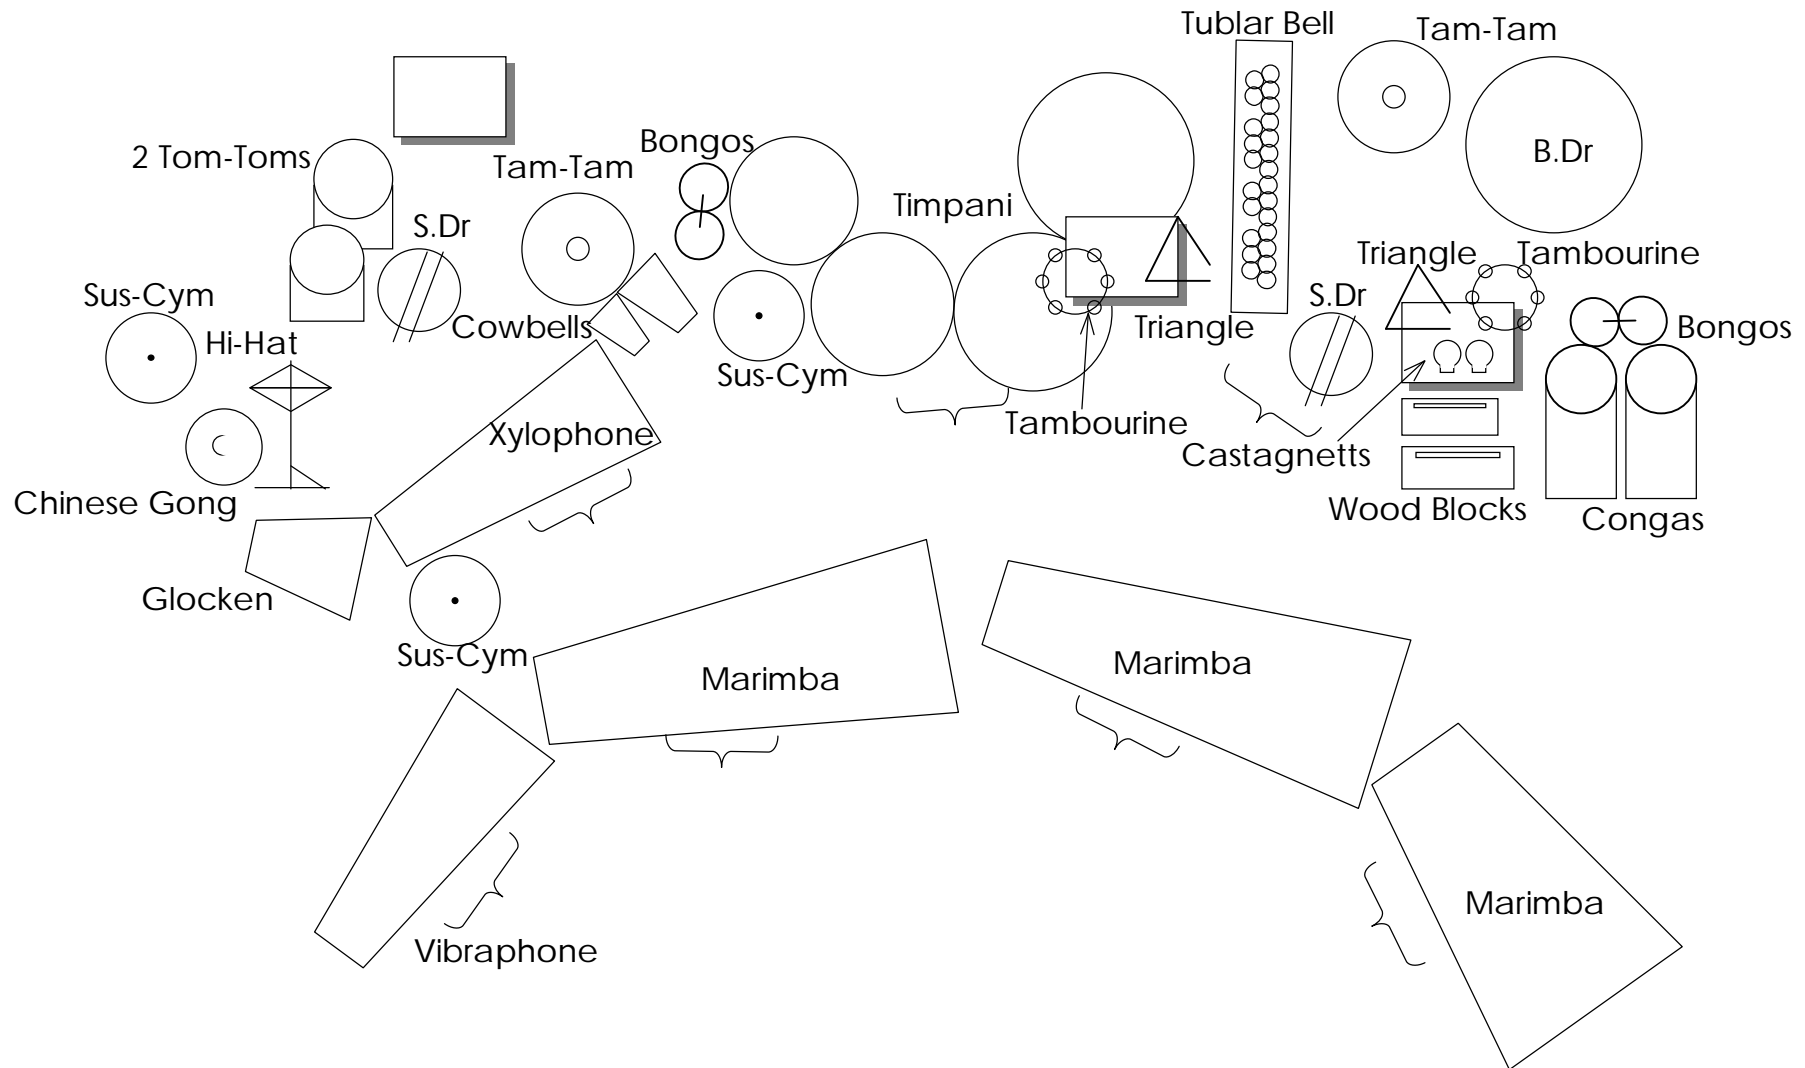 Tublar Bell
Tam-Tam
2 Tom-Toms
Bongos
Tam-Tam
B.Dr
S.Dr
Timpani
Triangle
Tambourine
Sus-Cym
Hi-Hat
Cowbells
Sus-Cym
Triangle
S.Dr
Bongos
Xylophone
Tambourine
Castagnetts
Chinese Gong
Wood Blocks
Congas
Glocken
Sus-Cym
Marimba
Marimba
Marimba
Vibraphone